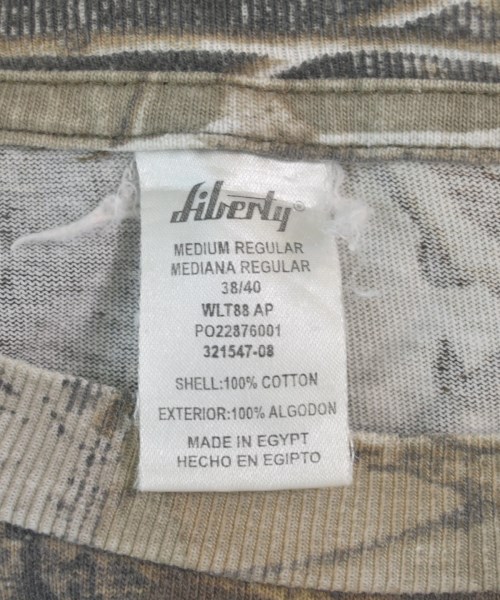 Liberty®
MEDIUM REGULAR
MEDIANA REGULAR
38/40
WLT88 AP
PO22876001
321547-08
SHELL:100% COTTON
EXTERIOR:100% ALGODON
MADE IN EGYPT
HECHO EN EGIPTO